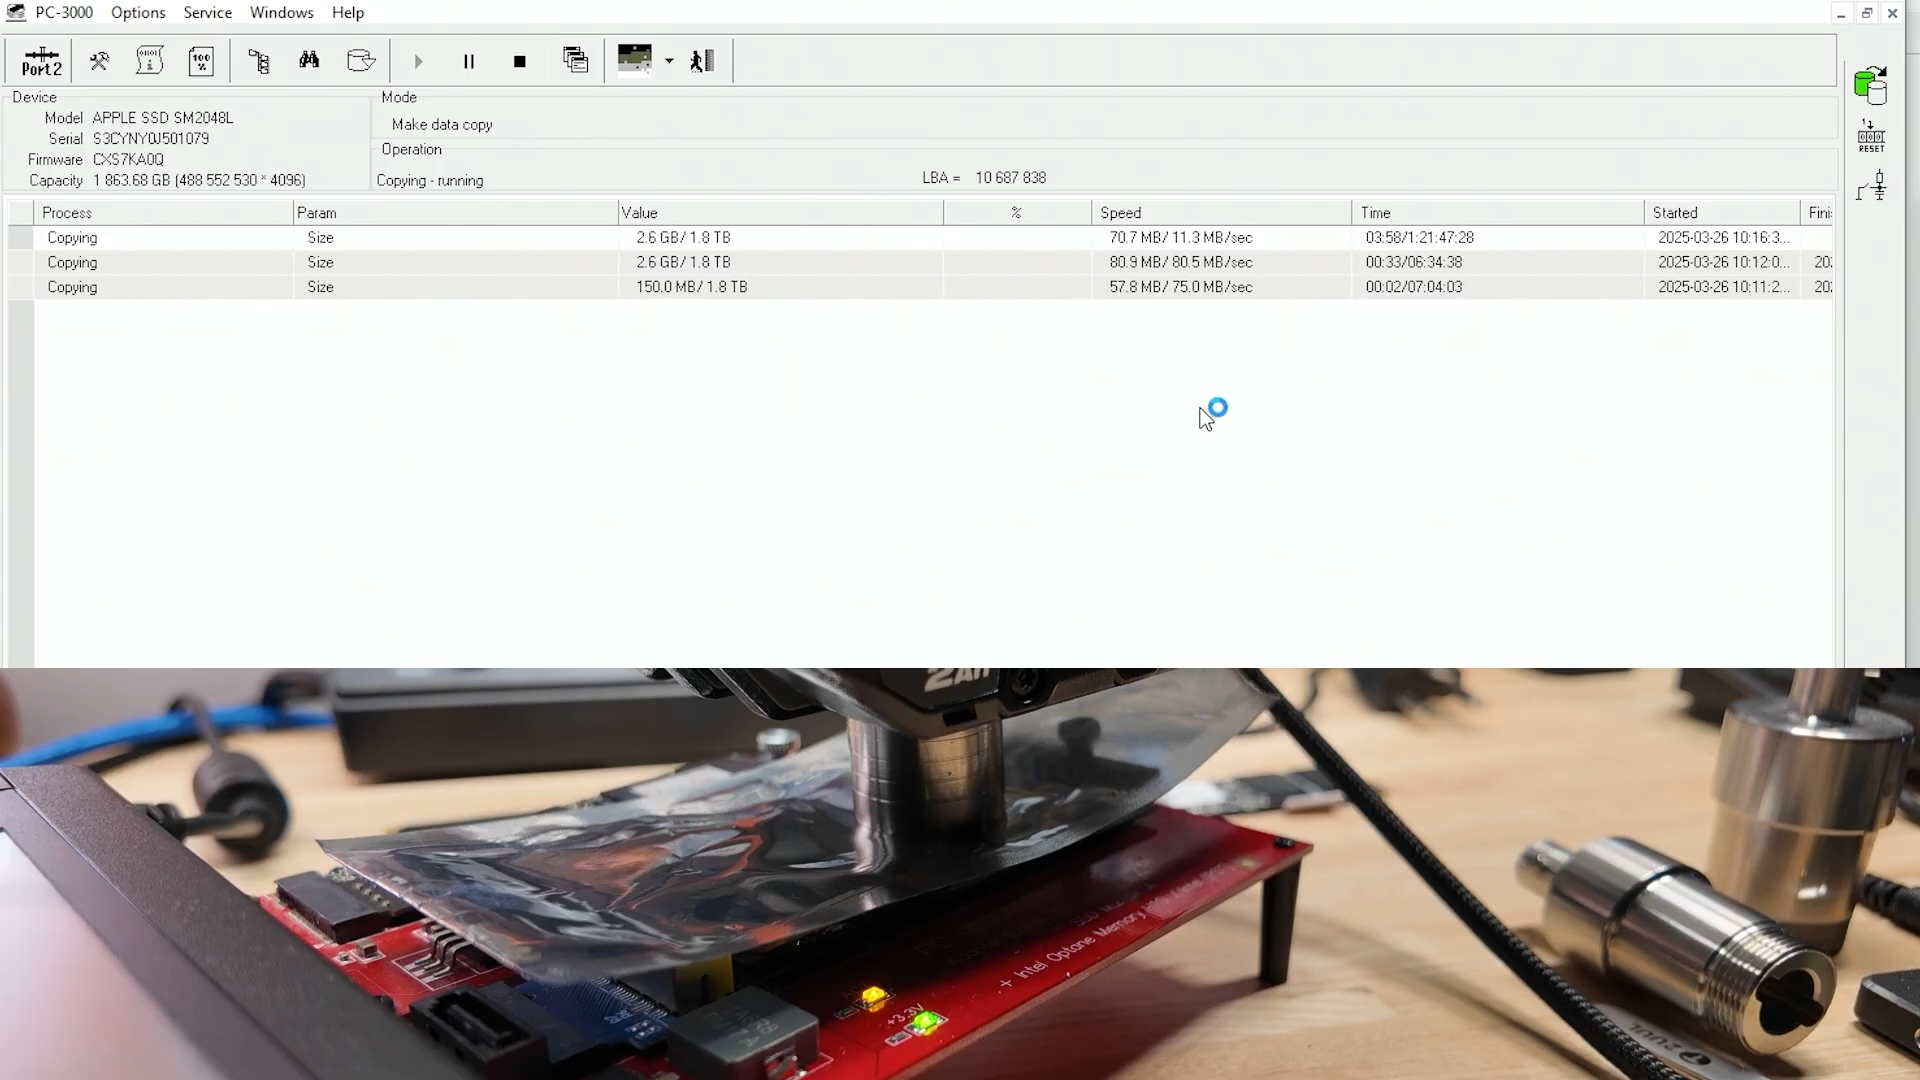 PC-3000 Options Service Windows Help
Port2
100 %
Device
Mode
Model APPLE SSD SM2048L
Make data copy
Serial S3CYNY0J501079
Operation
Firmware CXS7KA0Q
Capacity 1 863.68 GB (488 552 530 * 4096)
Copying - running
LBA = 10 687 838
RESET
Process Param Value % Speed Time Started Fini
Copying Size 2.6 GB/ 1.8 TB 70.7 MB/ 11.3 MB/sec 03:58/1:21:47:28 2025-03-26 10:16:3...
Copying Size 2.6 GB/ 1.8 TB 80.9 MB/ 80.5 MB/sec 00:33/06:34:38 2025-03-26 10:12:0... 20
Copying Size 150.0 MB/ 1.8 TB 57.8 MB/ 75.0 MB/sec 00:02/07:04:03 2025-03-26 10:11:2... 20
+ Intel Optane Memory
+3.3V